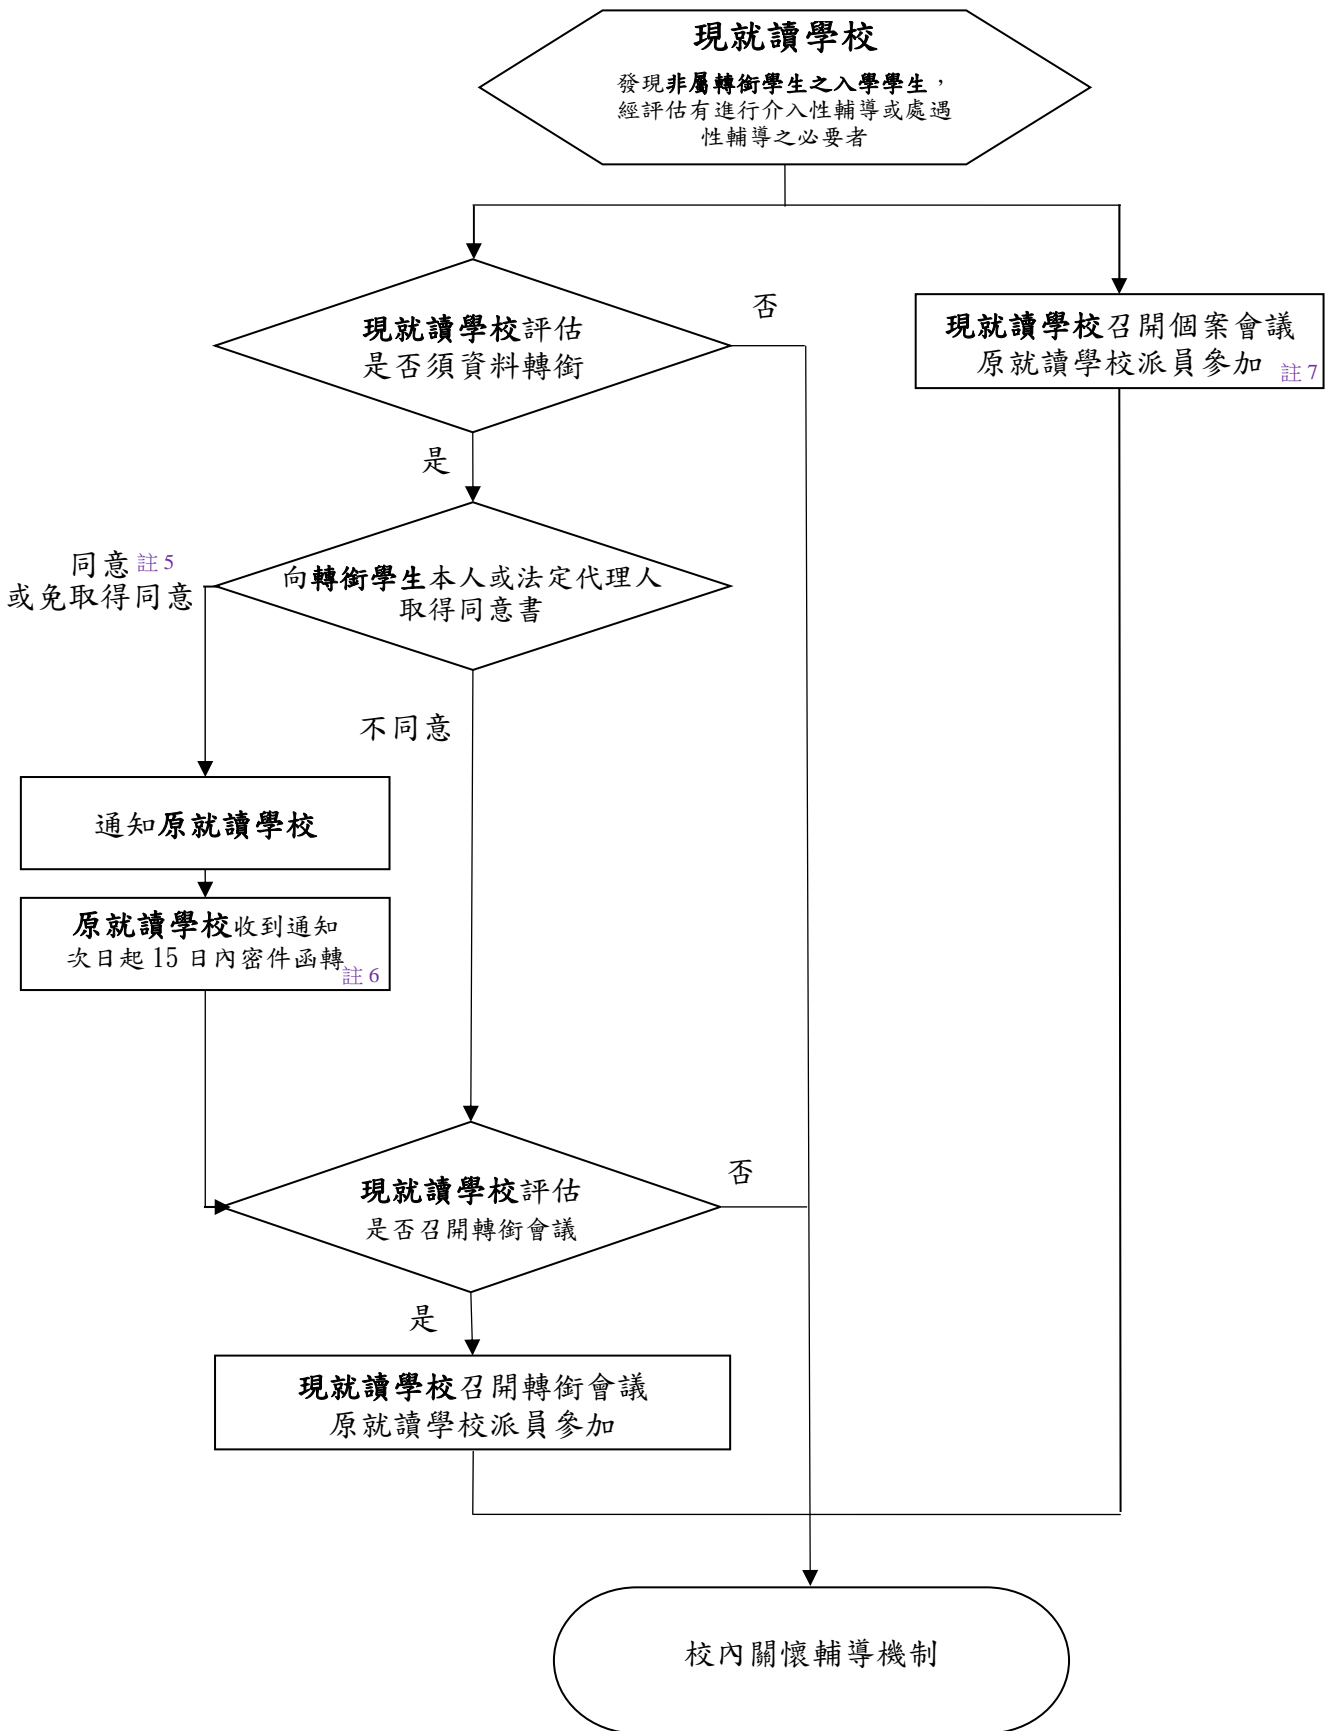 現就讀學校
發現非屬轉銜學生之入學學生，
經評估有進行介入性輔導或處遇
性輔導之必要者
現就讀學校評估
是否須資料轉銜
否
現就讀學校召開個案會議
原就讀學校派員參加 註 7
是
同意 註 5
或免取得同意
向轉銜學生本人或法定代理人
取得同意書
不同意
通知原就讀學校
原就讀學校收到通知
次日起 15 日內密件函轉 註 6
現就讀學校評估
是否召開轉銜會議
否
是
現就讀學校召開轉銜會議
原就讀學校派員參加
校內關懷輔導機制